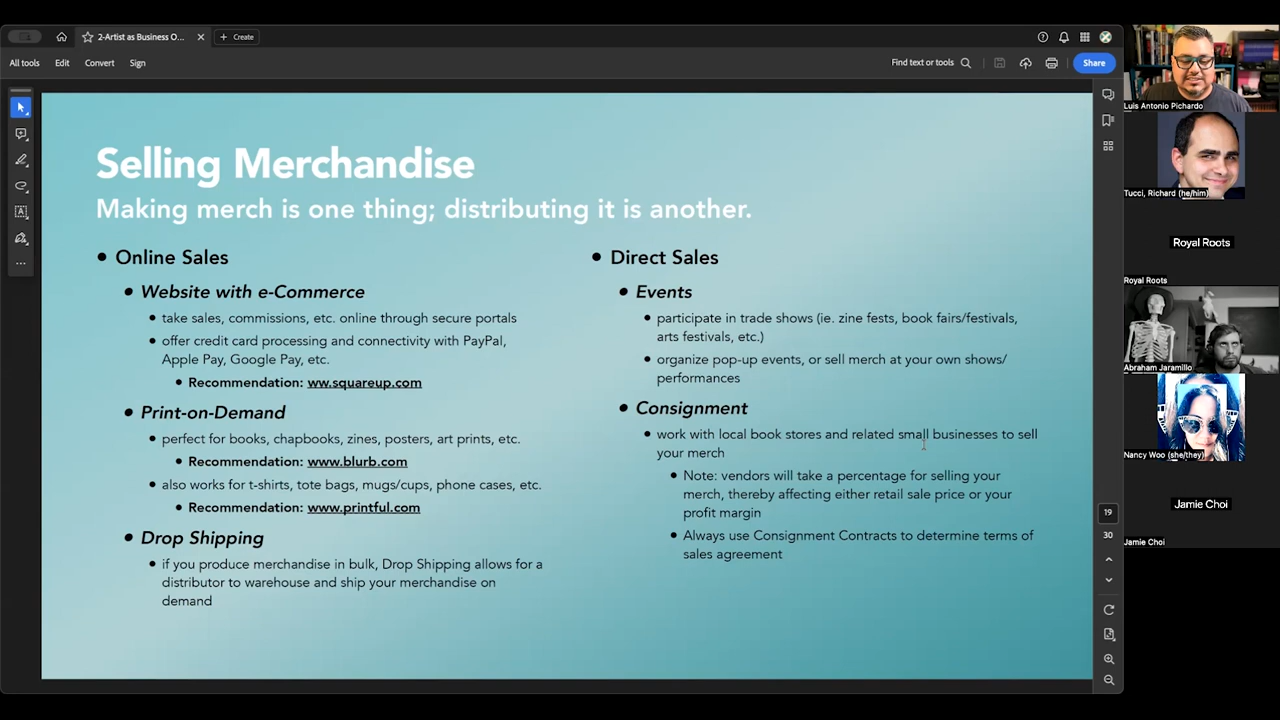 2-Artist as Business O...
Create
All tools
Edit
Convert
Sign
Find text or tools
Share
Selling Merchandise
Making merch is one thing; distributing it is another.
• Online Sales
• Website with e-Commerce
• take sales, commissions, etc. online through secure portals
• offer credit card processing and connectivity with PayPal,
Apple Pay, Google Pay, etc.
• Recommendation: ww.squareup.com
• Print-on-Demand
• perfect for books, chapbooks, zines, posters, art prints, etc.
• Recommendation: www.blurb.com
• also works for t-shirts, tote bags, mugs/cups, phone cases, etc.
• Recommendation: www.printful.com
• Drop Shipping
• if you produce merchandise in bulk, Drop Shipping allows for a
distributor to warehouse and ship your merchandise on
demand
• Direct Sales
• Events
• participate in trade shows (ie. zine fests, book fairs/festivals,
arts festivals, etc.)
• organize pop-up events, or sell merch at your own shows/
performances
• Consignment
• work with local book stores and related small businesses to sell
your merch
• Note: vendors will take a percentage for selling your
merch, thereby affecting either retail sale price or your
profit margin
• Always use Consignment Contracts to determine terms of
sales agreement
19
30
Luis Antonio Pichardo
Tucci, Richard (he/him)
Royal Roots
Royal Roots
Abraham Jaramillo
Nancy Woo (she/they)
Jamie Choi
Jamie Choi